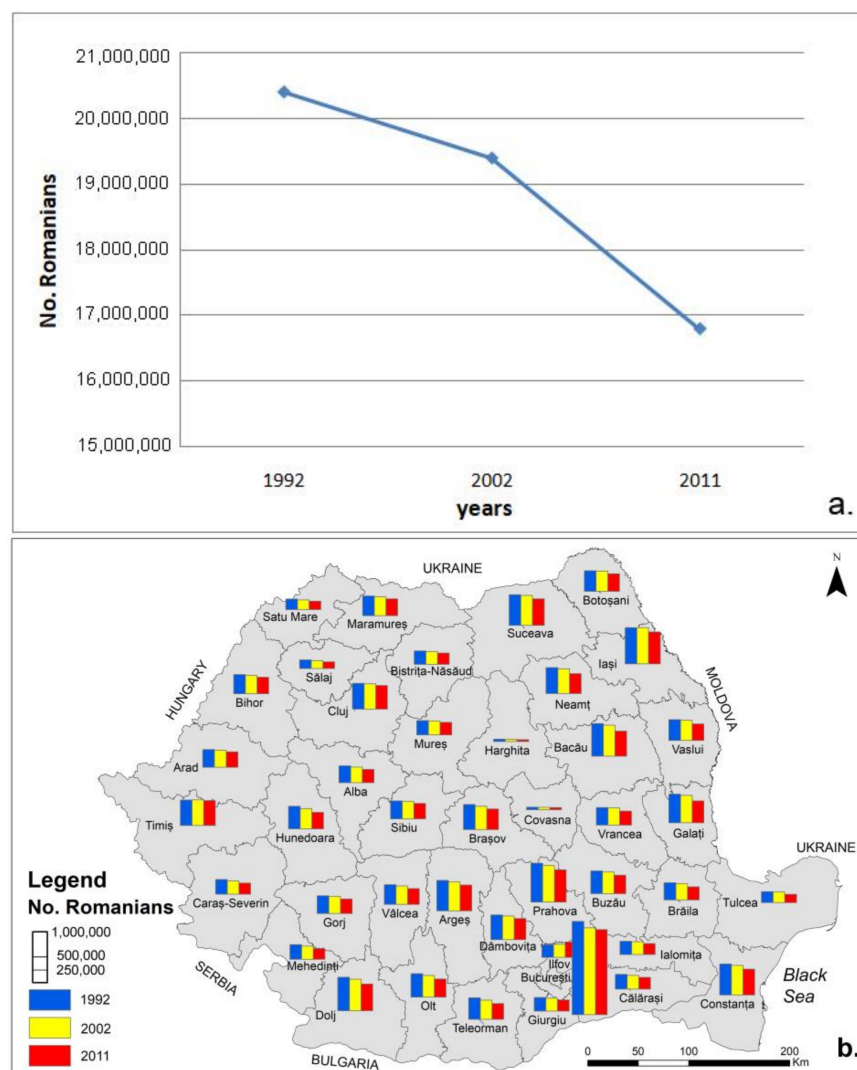 21,000,000
20,000,000
19,000,000
18,000,000
17,000,000
16,000,000
15,000,000
No. Romanians
1992
2002
2011
years
a.
UKRAINE
N
Satu Mare
Maramureș
Suceava
Botoșani
HUNGARY
Sălaj
Bistrița-Năsăud
Iași
MOLDOVA
Bihor
Cluj
Neamț
Mureș
Harghita
Bacău
Vaslui
Arad
Alba
Timiș
Hunedoara
Sibiu
Brașov
Covasna
Vrancea
Galați
UKRAINE
Legend
No. Romanians
1,000,000
500,000
250,000
1992
2002
2011
Caraș-Severin
Gorj
Vâlcea
Argeș
Prahova
Buzău
Brăila
Tulcea
Dâmbovița
Ilfov
București
Ialomița
Mehedinți
SERBIA
Călărași
Constanța
Black
Sea
Dolj
Olt
Teleorman
Giurgiu
BULGARIA
0 50 100 200
Km
b.